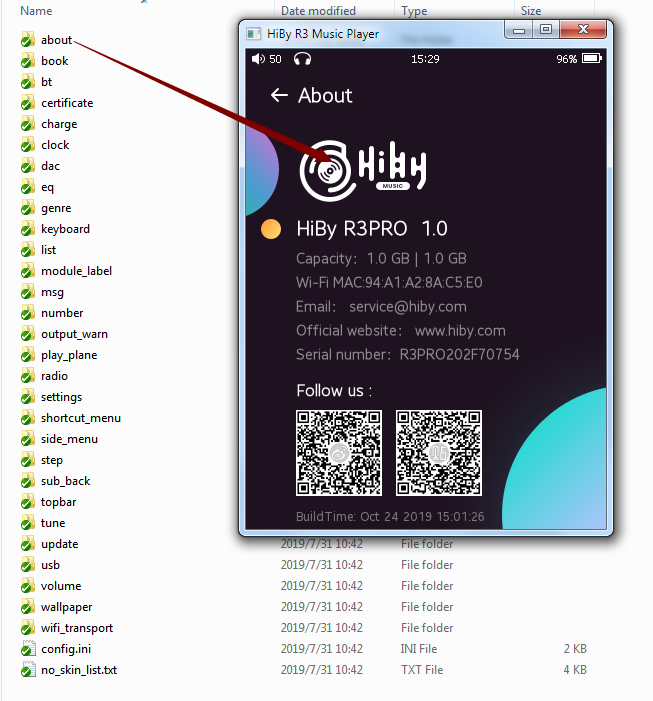 Name Date modified Type Size
about
book
bt
certificate
charge
clock
dac
eq
genre
keyboard
list
module_label
msg
number
output_warn
play_plane
radio
settings
shortcut_menu
side_menu
step
sub_back
topbar
tune
update 2019/7/31 10:42 File folder
usb 2019/7/31 10:42 File folder
volume 2019/7/31 10:42 File folder
wallpaper 2019/7/31 10:42 File folder
wifi_transport 2019/7/31 10:42 File folder
config.ini 2019/7/31 10:42 INI File 2 KB
no_skin_list.txt 2019/7/31 10:42 TXT File 4 KB
HiBy R3 Music Player
50 15:29 96%
About
HiBy
MUSIC
HiBy R3PRO 1.0
Capacity: 1.0 GB | 1.0 GB
Wi-Fi MAC:94:A1:A2:8A:C5:E0
Email: service@hiby.com
Official website: www.hiby.com
Serial number: R3PRO202F70754
Follow us :
BuildTime: Oct 24 2019 15:01:26